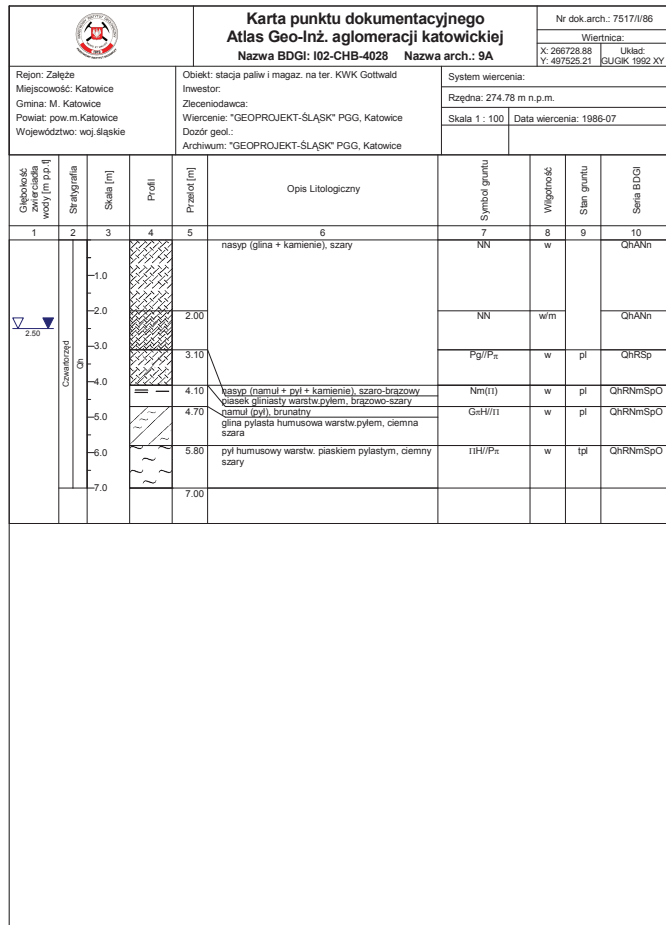 Karta punktu dokumentacyjnego
Atlas Geo-Inż. aglomeracji katowickiej
Nazwa BDGI: I02-CHB-4028 Nazwa arch.: 9A
Nr dok.arch.: 7517/I/86
Wiertnica:
X: 266728.88
Y: 497525.21
Układ:
GUGIK 1992 XY
Rejon: Załęże
Miejscowość: Katowice
Gmina: M. Katowice
Powiat: pow.m.Katowice
Województwo: woj.śląskie
Obiekt: stacja paliw i magaz. na ter. KWK Gottwald
Inwestor:
Zleceniodawca:
Wiercenie: "GEOPROJEKT-ŚLĄSK" PGG, Katowice
Dozór geol.:
Archiwum: "GEOPROJEKT-ŚLĄSK" PGG, Katowice
System wiercenia:
Rzędna: 274.78 m n.p.m.
Skala 1 : 100 Data wiercenia: 1986-07
Głębokość zwierciadła wody [m p.p.t]
Stratygrafia
Skala [m]
Profil
Przelot [m]
Opis Litologiczny
Symbol gruntu
Wilgotność
Stan gruntu
Seria BDGI
1 2 3 4 5 6 7 8 9 10
nasyp (glina + kamienie), szary NN w QhANn
1.0
2.0
2.00 NN w/m QhANn
2.50
3.0
3.10 Pg//Pπ w pl QhRSp
Czwartorzęd
Qh
4.0
4.10 nasyp (namuł + pył + kamienie), szaro-brązowy Nm(Π) w pl QhRNmSpO
piasek gliniasty warstw.pyłem, brązowo-szary
4.70 namuł (pył), brunatny GπH//Π w pl QhRNmSpO
5.0
glina pylasta humusowa warstw.pyłem, ciemna
szara
5.80 pył humusowy warstw. piaskiem pylastym, ciemny ΠH//Pπ w tpl QhRNmSpO
6.0
szary
7.0
7.00